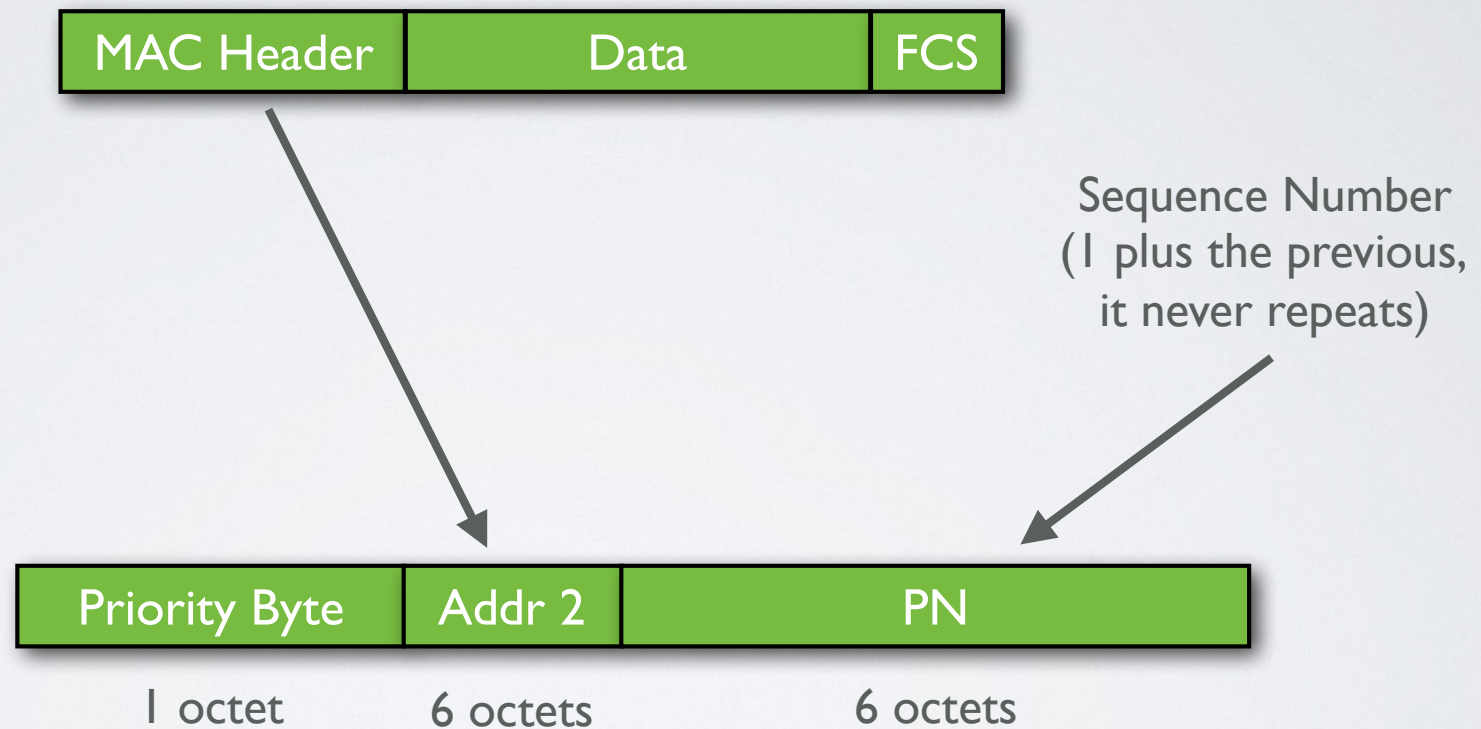 MAC Header Data FCS
Sequence Number
(1 plus the previous,
it never repeats)
Priority Byte Addr 2 PN
1 octet 6 octets 6 octets